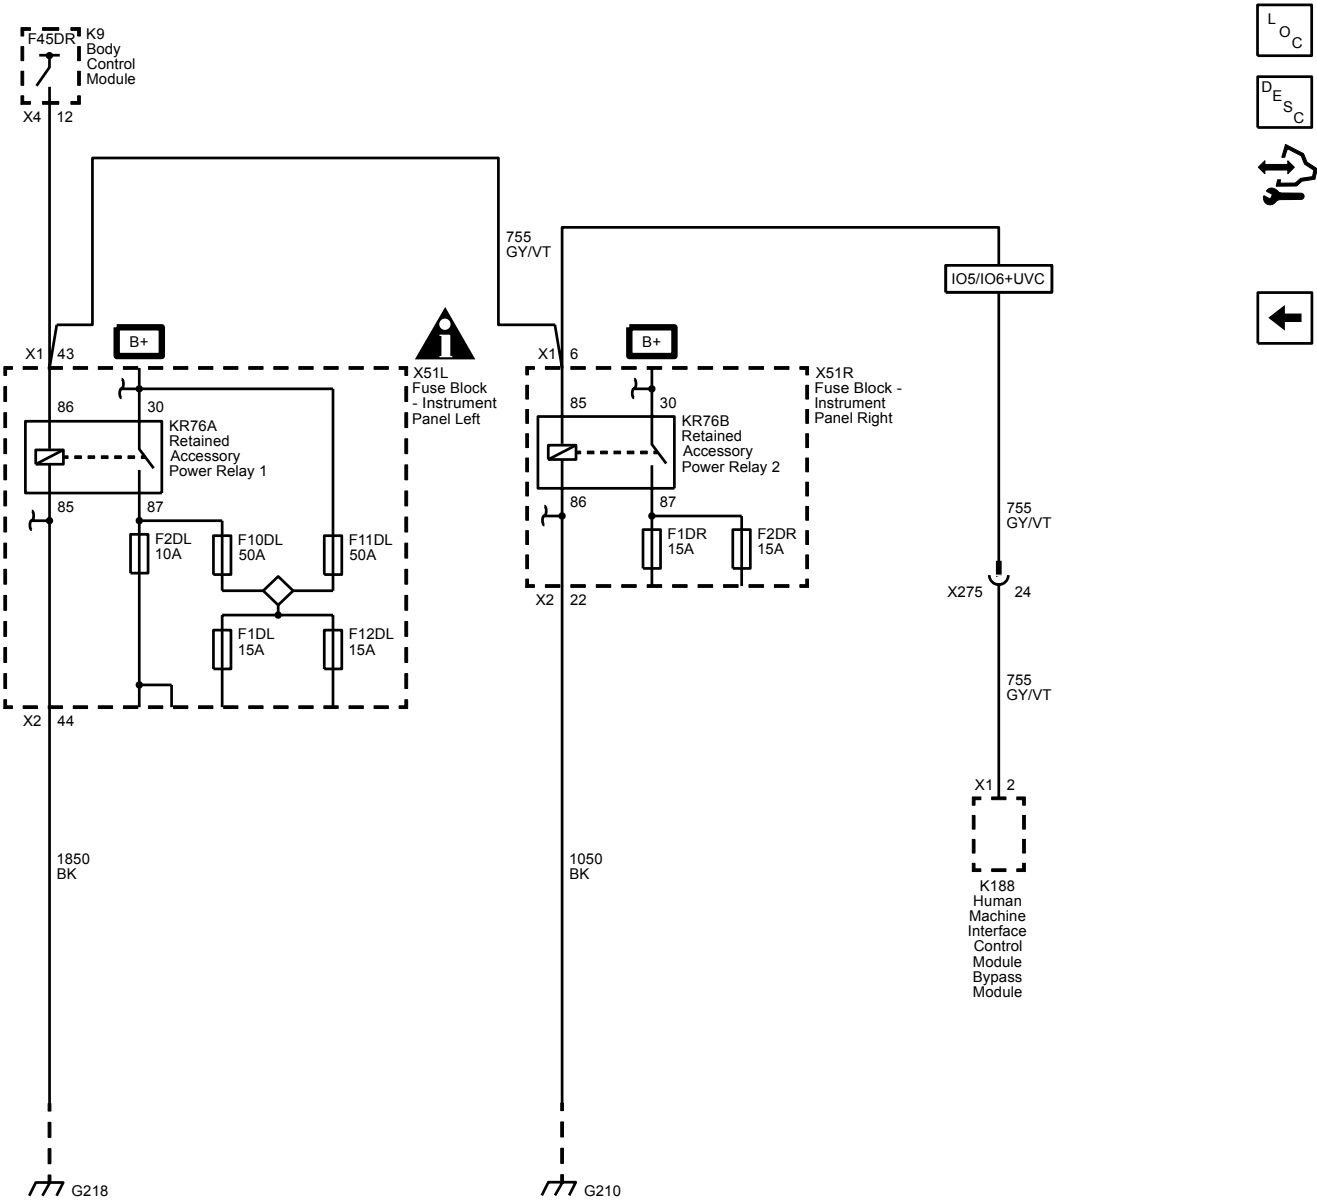 F45DR
K9
Body
Control
Module
X4 12
755
GY/VT
IO5/IO6+UVC
X1 43
B+
X51L
Fuse Block
- Instrument
Panel Left
86
30
KR76A
Retained
Accessory
Power Relay 1
85
87
F2DL
10A
F10DL
50A
F11DL
50A
F1DL
15A
F12DL
15A
X2 44
1850
BK
G218
X1 6
B+
X51R
Fuse Block -
Instrument
Panel Right
85
30
KR76B
Retained
Accessory
Power Relay 2
86
87
F1DR
15A
F2DR
15A
X2 22
1050
BK
G210
755
GY/VT
X275 24
755
GY/VT
X1 2
K188
Human
Machine
Interface
Control
Module
Bypass
Module
LOC
DESC
i